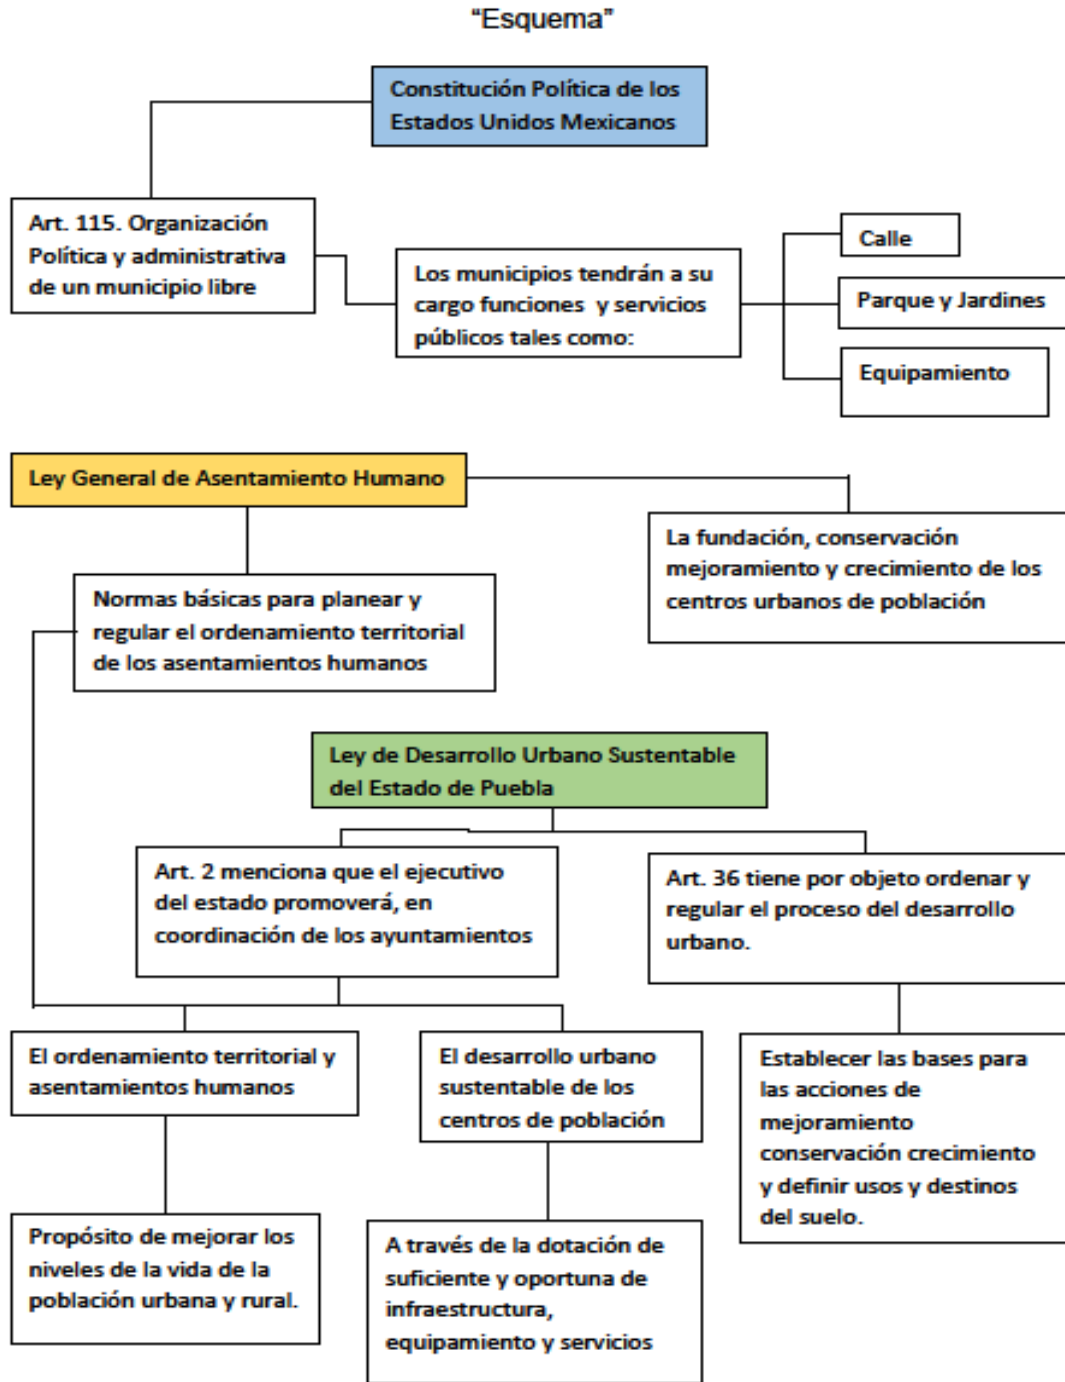 “Esquema”
Constitución Política de los
Estados Unidos Mexicanos
Art. 115. Organización
Política y administrativa
de un municipio libre
Los municipios tendrán a su
cargo funciones y servicios
públicos tales como:
Calle
Parque y Jardines
Equipamiento
Ley General de Asentamiento Humano
La fundación, conservación
mejoramiento y crecimiento de los
centros urbanos de población
Normas básicas para planear y
regular el ordenamiento territorial
de los asentamientos humanos
Ley de Desarrollo Urbano Sustentable
del Estado de Puebla
Art. 2 menciona que el ejecutivo
del estado promoverá, en
coordinación de los ayuntamientos
Art. 36 tiene por objeto ordenar y
regular el proceso del desarrollo
urbano.
El ordenamiento territorial y
asentamientos humanos
El desarrollo urbano
sustentable de los
centros de población
Establecer las bases para
las acciones de
mejoramiento
conservación crecimiento
y definir usos y destinos
del suelo.
Propósito de mejorar los
niveles de la vida de la
población urbana y rural.
A través de la dotación de
suficiente y oportuna de
infraestructura,
equipamiento y servicios